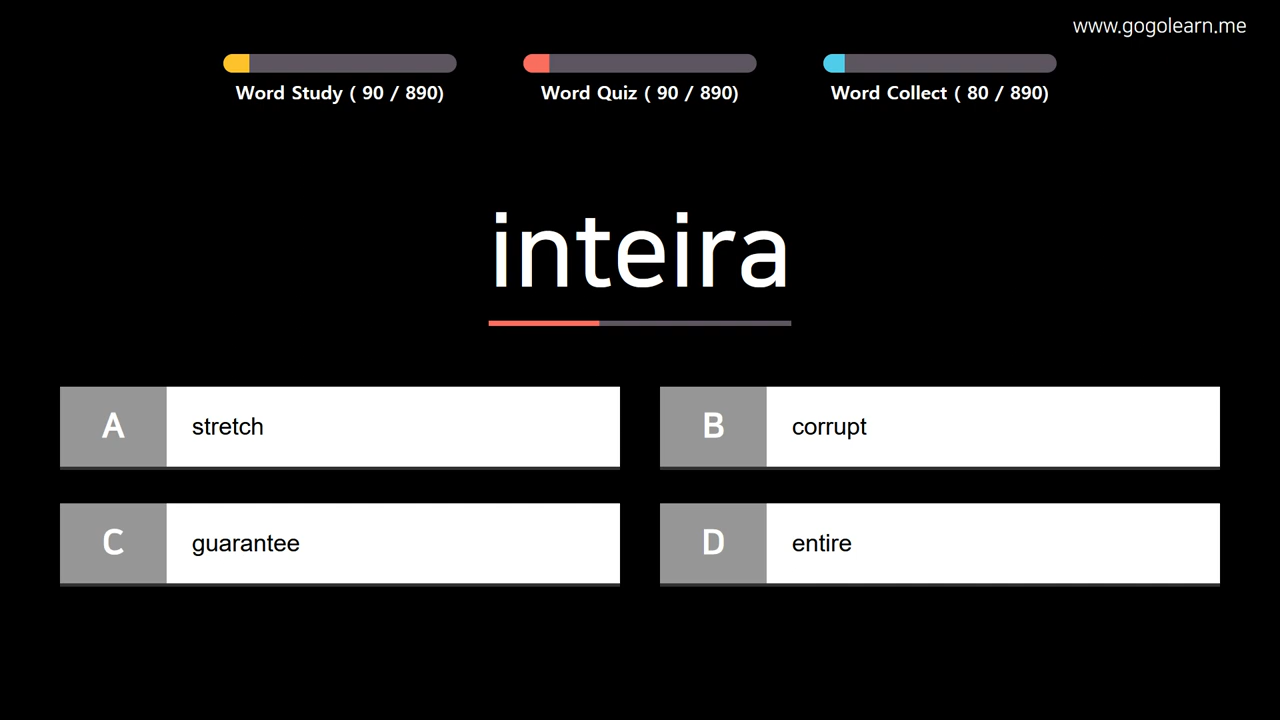 www.gogolearn.me
Word Study ( 90 / 890)
Word Quiz ( 90 / 890)
Word Collect ( 80 / 890)
inteira
A stretch
B corrupt
C guarantee
D entire